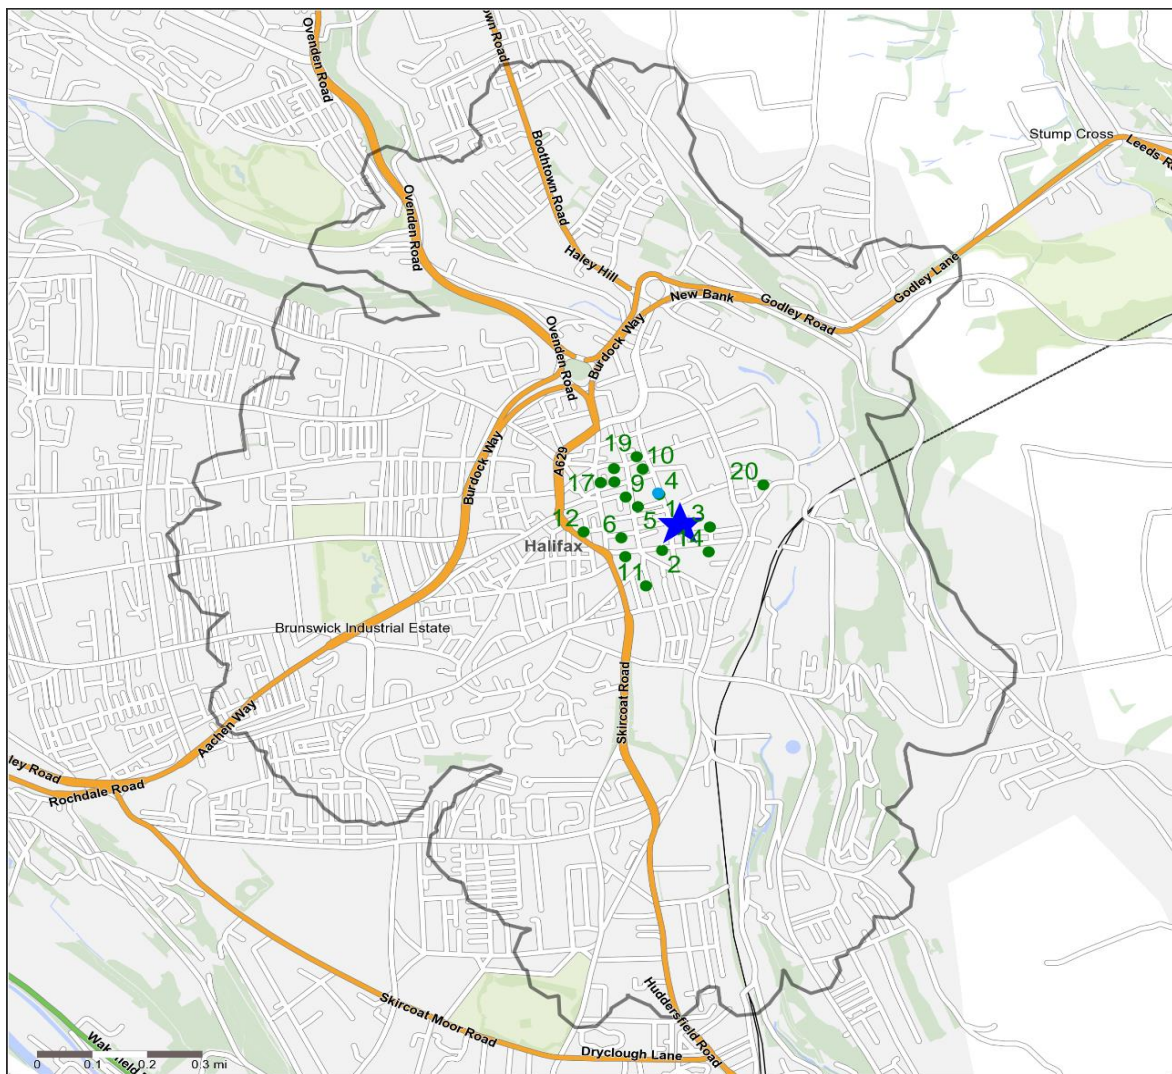 Ovenden Road
town Road
Boothtown Road
Stump Cross
Leeds R
Ovenden Road
Haley Hill
New Bank
Godley Road
Godley Lane
Ovenden Road
Burdock Way
Burdock Way
A629
19
10
17
9
4
20
1
3
12
6
5
14
Halifax
11
2
Brunswick Industrial Estate
Skircoat Road
Aachen Way
ley Road
Rochdale Road
Skircoat Moor Road
Huddersfield Road
Dryclough Lane
0 0.1 0.2 0.3 mi